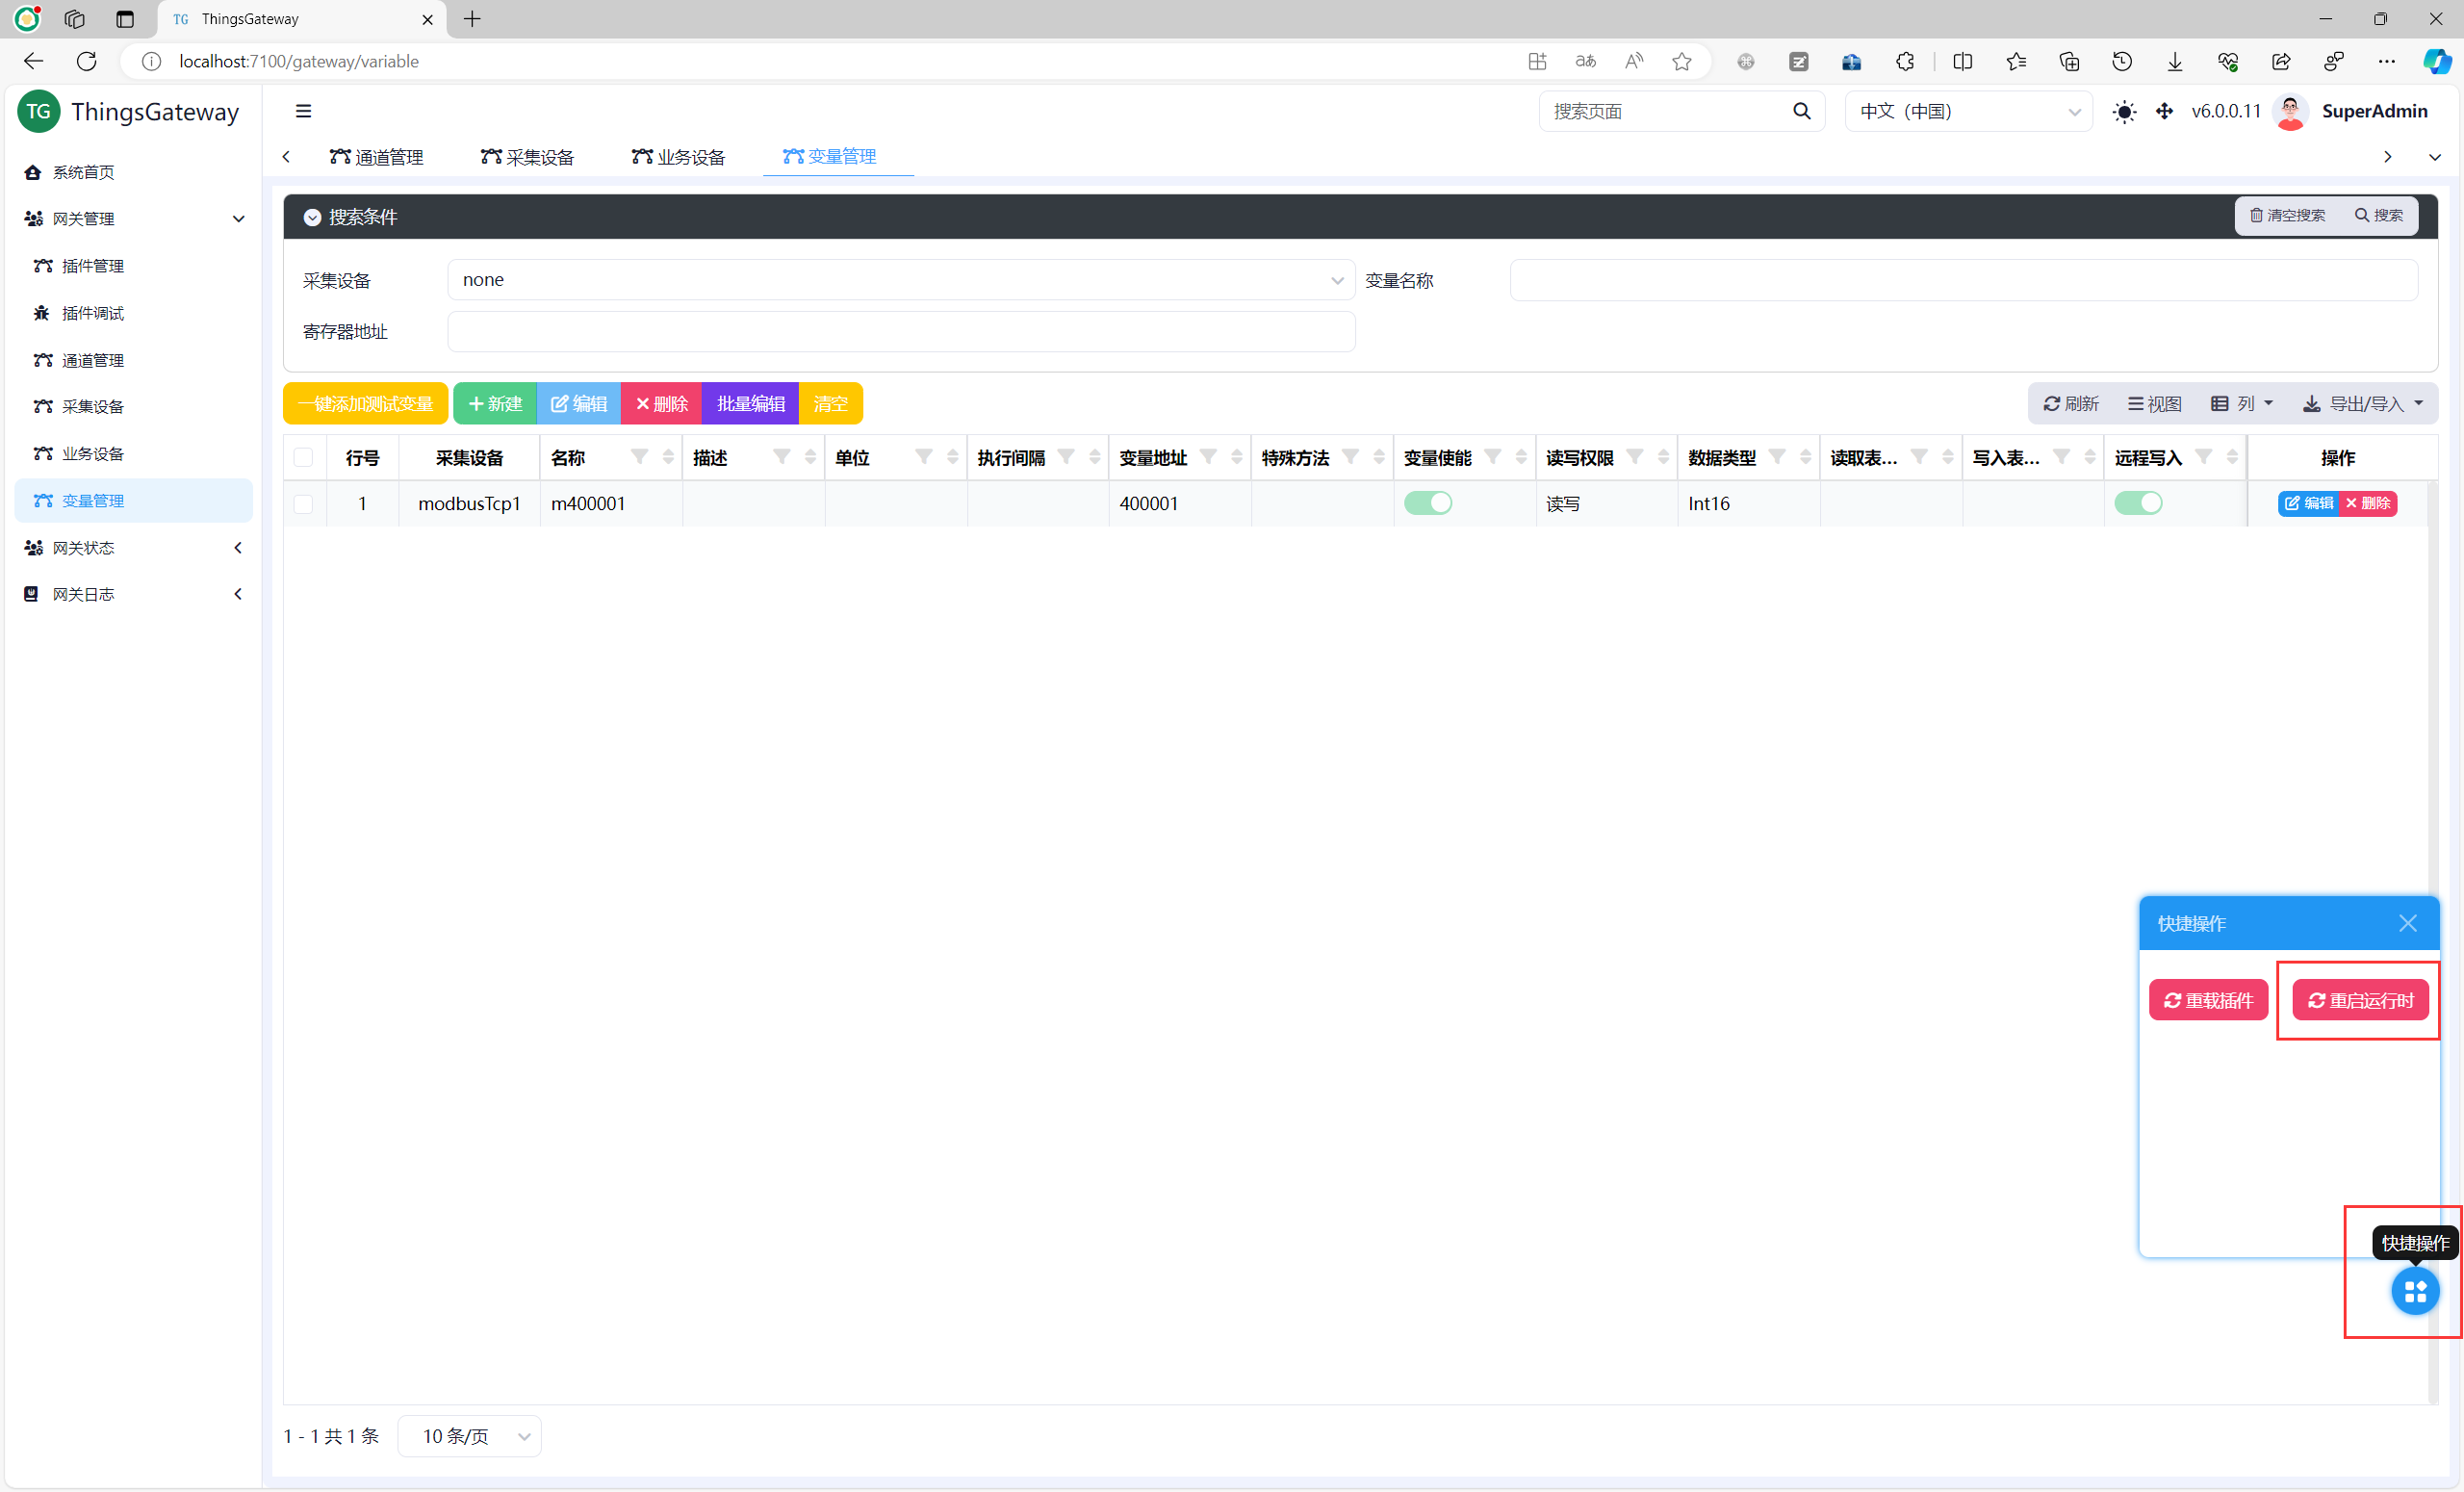 TG ThingsGateway
localhost:7100/gateway/variable
TG ThingsGateway
搜索页面
中文 (中国)
v6.0.0.11
SuperAdmin
系统首页
网关管理
插件管理
插件调试
通道管理
采集设备
业务设备
变量管理
网关状态
网关日志
通道管理 采集设备 业务设备 变量管理
搜索条件
清空搜索 搜索
采集设备 none 变量名称
寄存器地址
一键添加测试变量 新建 编辑 删除 批量编辑 清空
刷新 视图 列 导出/导入
行号 采集设备 名称 描述 单位 执行间隔 变量地址 特殊方法 变量使能 读写权限 数据类型 读取表... 写入表... 远程写入 操作
1 modbusTcp1 m400001 400001 读写 Int16 编辑 删除
快捷操作
重载插件 重启运行时
快捷操作
1 - 1 共 1 条 10 条/页